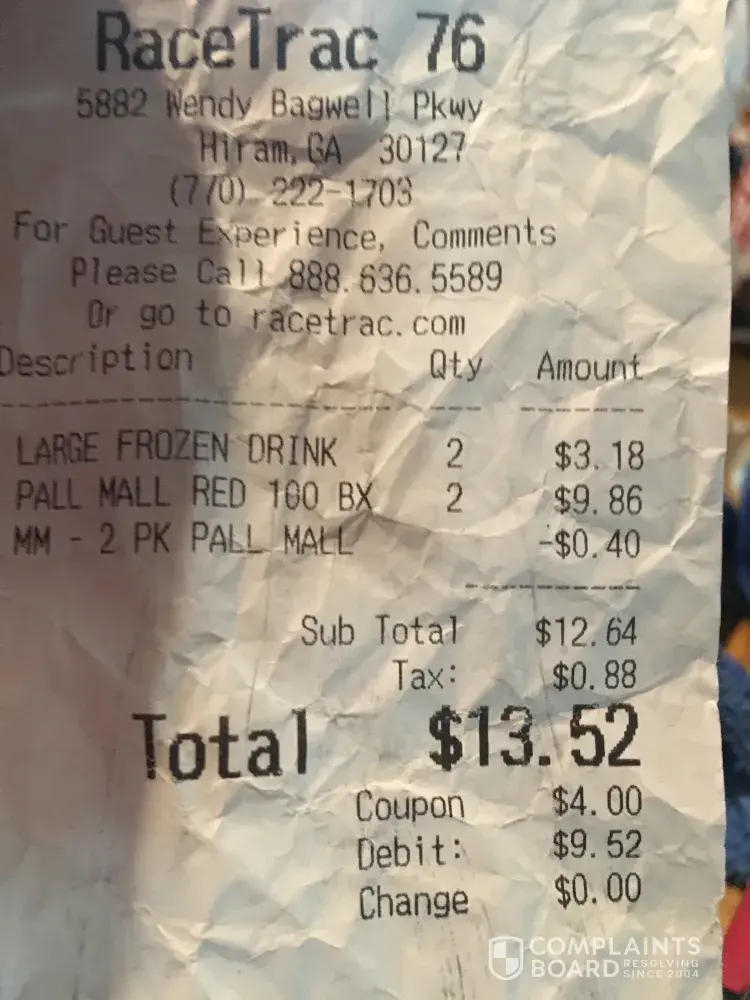 RaceTrac 76
5882 Wendy Bagwell Pkwy
Hiram, GA 30127
(770) 222-1703
For Guest Experience, Comments
Please Call 888.636.5589
Or go to racetrac.com
Description Qty Amount
LARGE FROZEN DRINK 2 $3.18
PALL MALL RED 100 BX 2 $9.86
MM - 2 PK PALL MALL -$0.40
Sub Total $12.64
Tax: $0.88
Total $13.52
Coupon $4.00
Debit: $9.52
Change $0.00
COMPLAINTS
BOARD RESOLVING
SINCE 2004